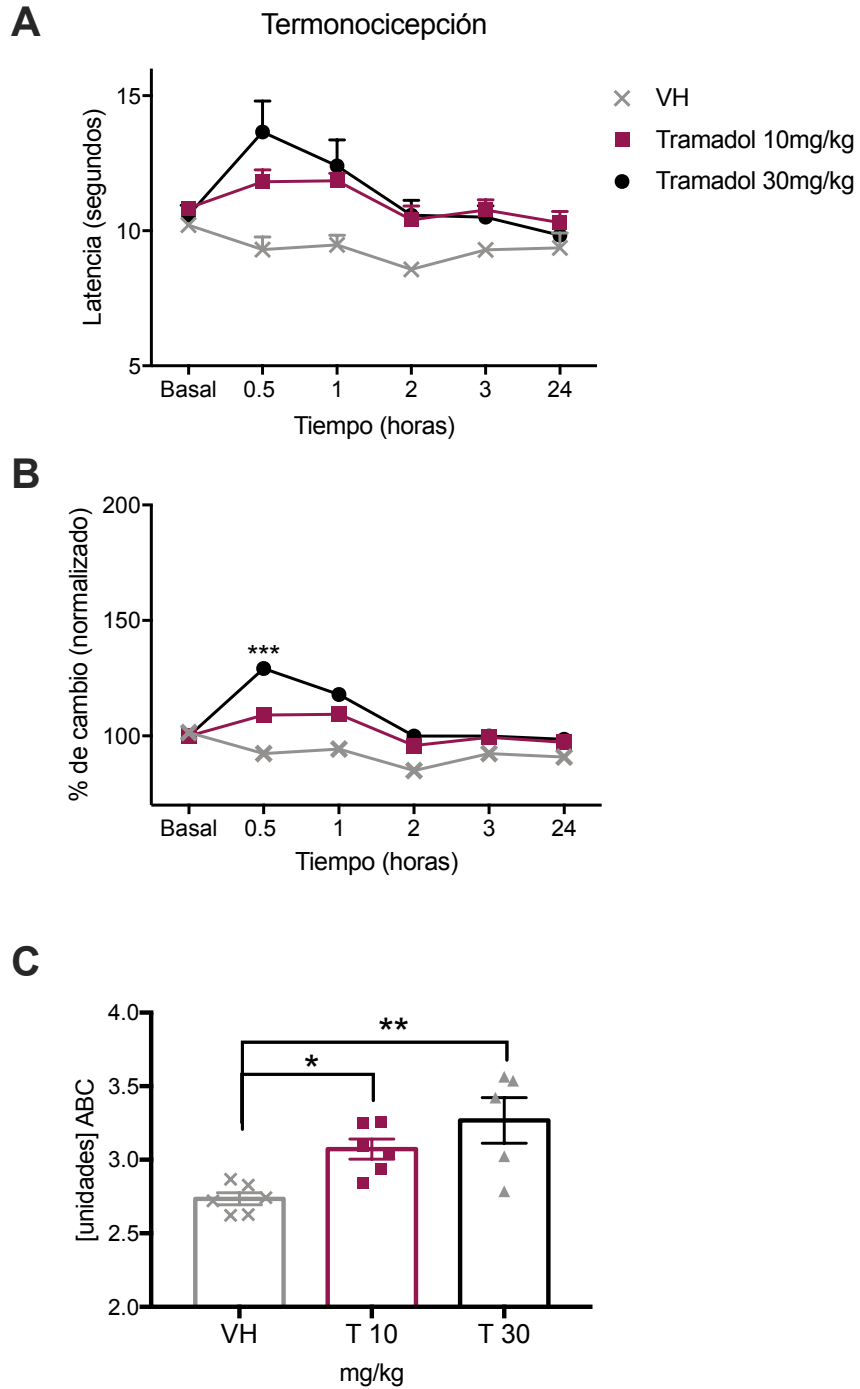 A
Termonocicepción
Latencia (segundos)
15
10
5
Basal 0.5 1 2 3 24
Tiempo (horas)
VH
Tramadol 10mg/kg
Tramadol 30mg/kg
B
% de cambio (normalizado)
200
150
100
***
Basal 0.5 1 2 3 24
Tiempo (horas)
C
[unidades] ABC
4.0
3.5
3.0
2.5
2.0
**
*
VH T 10 T 30
mg/kg